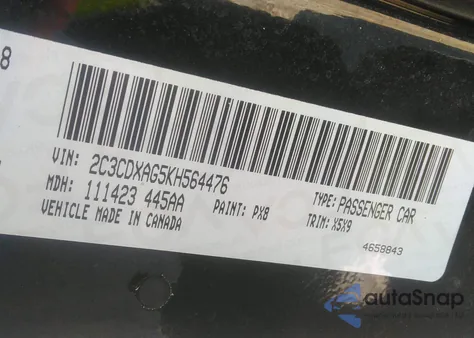 8
VIN: 2C3CDXAG5KH564476
MDH: 111423 445AA PAINT: PX8 TYPE: PASSENGER CAR
VEHICLE MADE IN CANADA TRIM: X5X9
4658843
autoSnap